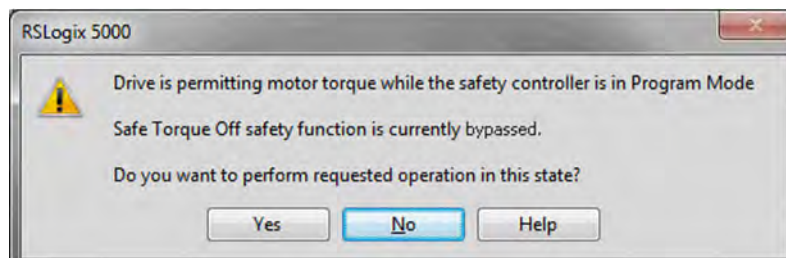 RSLogix 5000
Drive is permitting motor torque while the safety controller is in Program Mode
Safe Torque Off safety function is currently bypassed.
Do you want to perform requested operation in this state?
Yes
No
Help